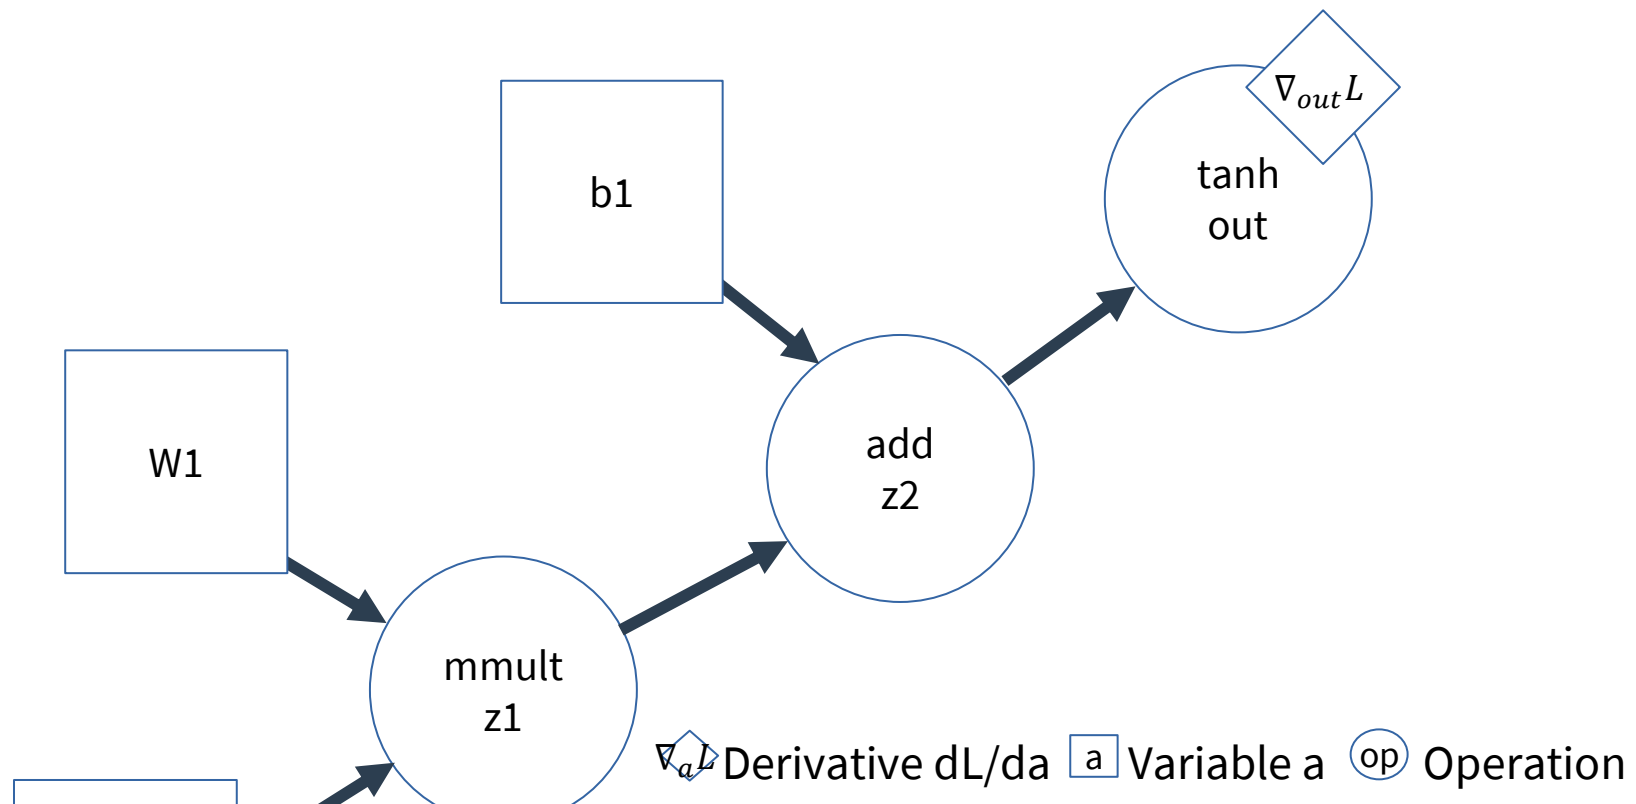 ∇outL
tanh
out
b1
add
z2
W1
mmult
z1
∇aL Derivative dL/da a Variable a op Operation